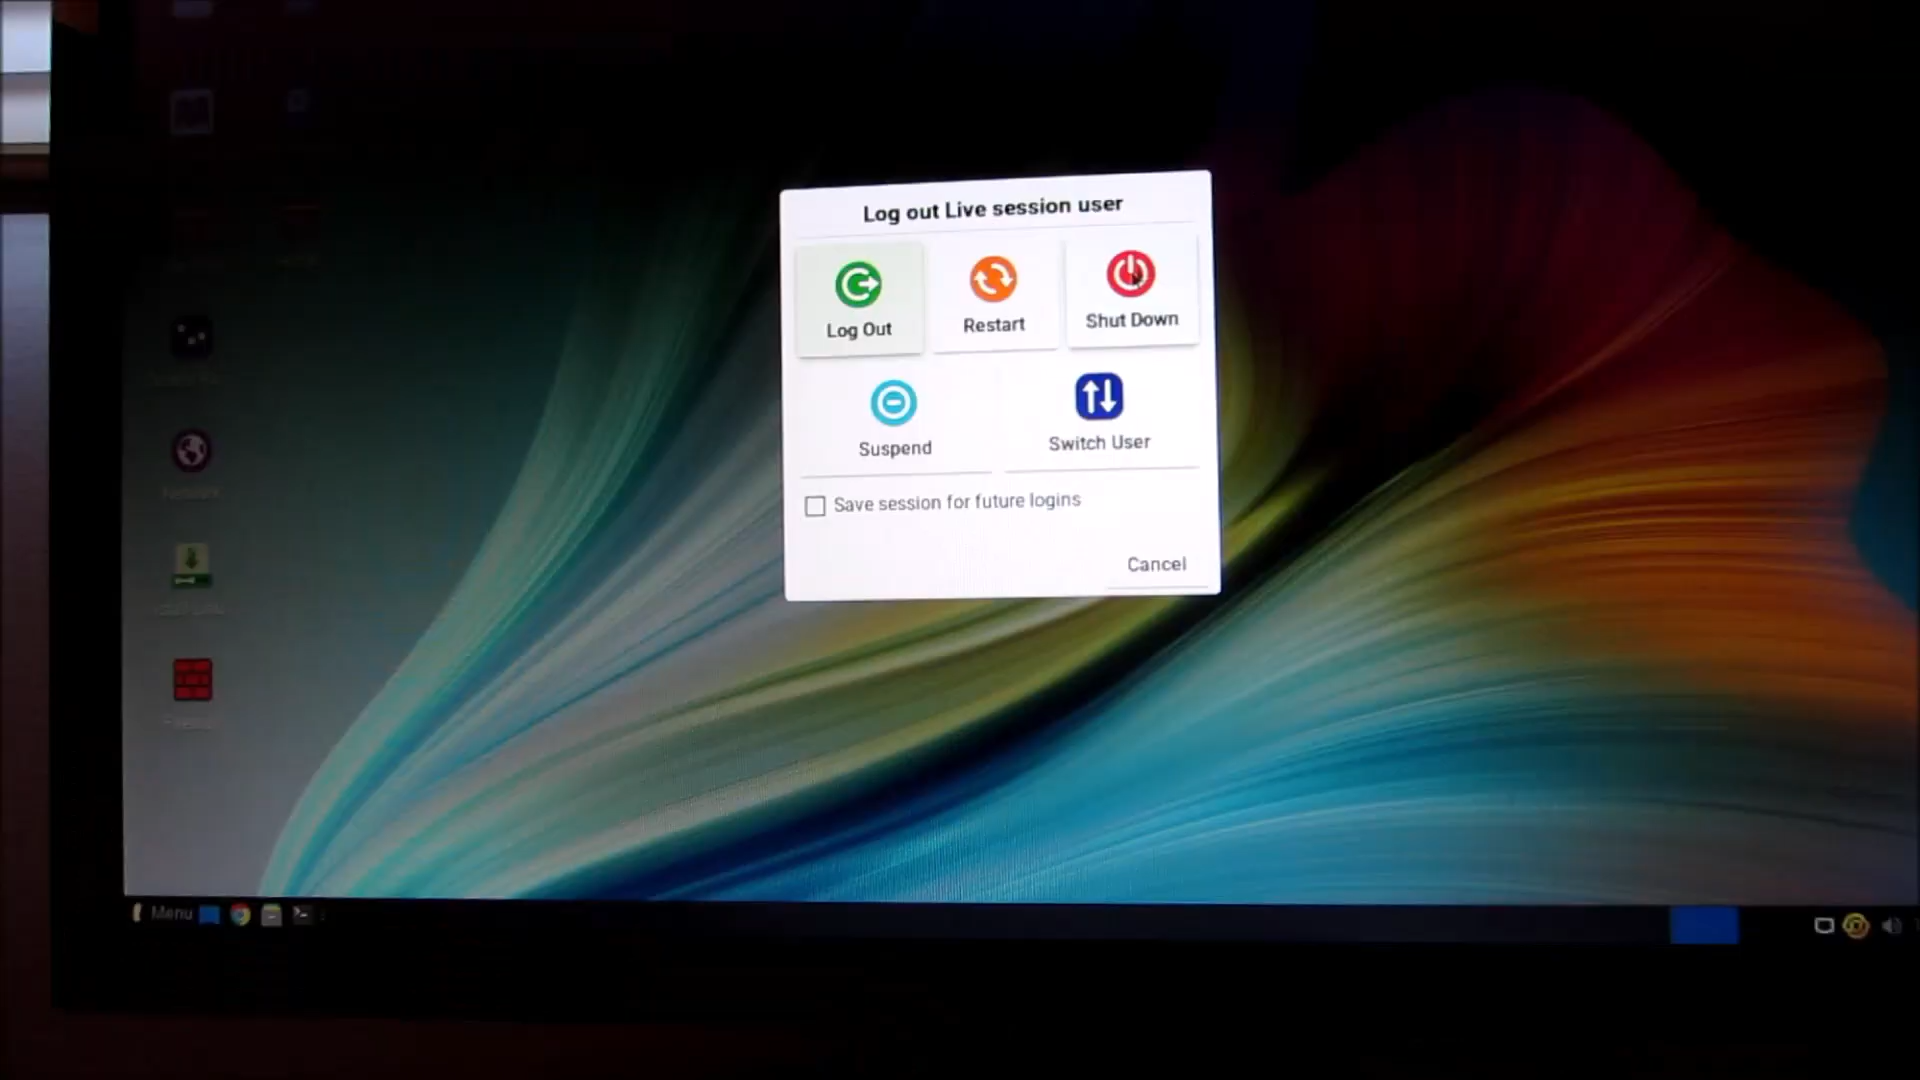 Log out Live session user
Log Out
Restart
Shut Down
Suspend
Switch User
Save session for future logins
Cancel
Menu